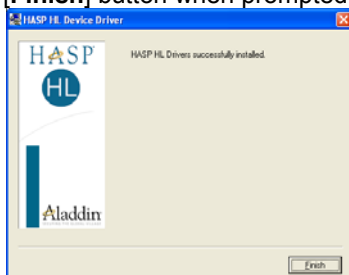 [Finish] button when prompted
HASP HL Device Driver
HASP
HL
HASP HL Drivers successfully installed.
Aladdin
Finish